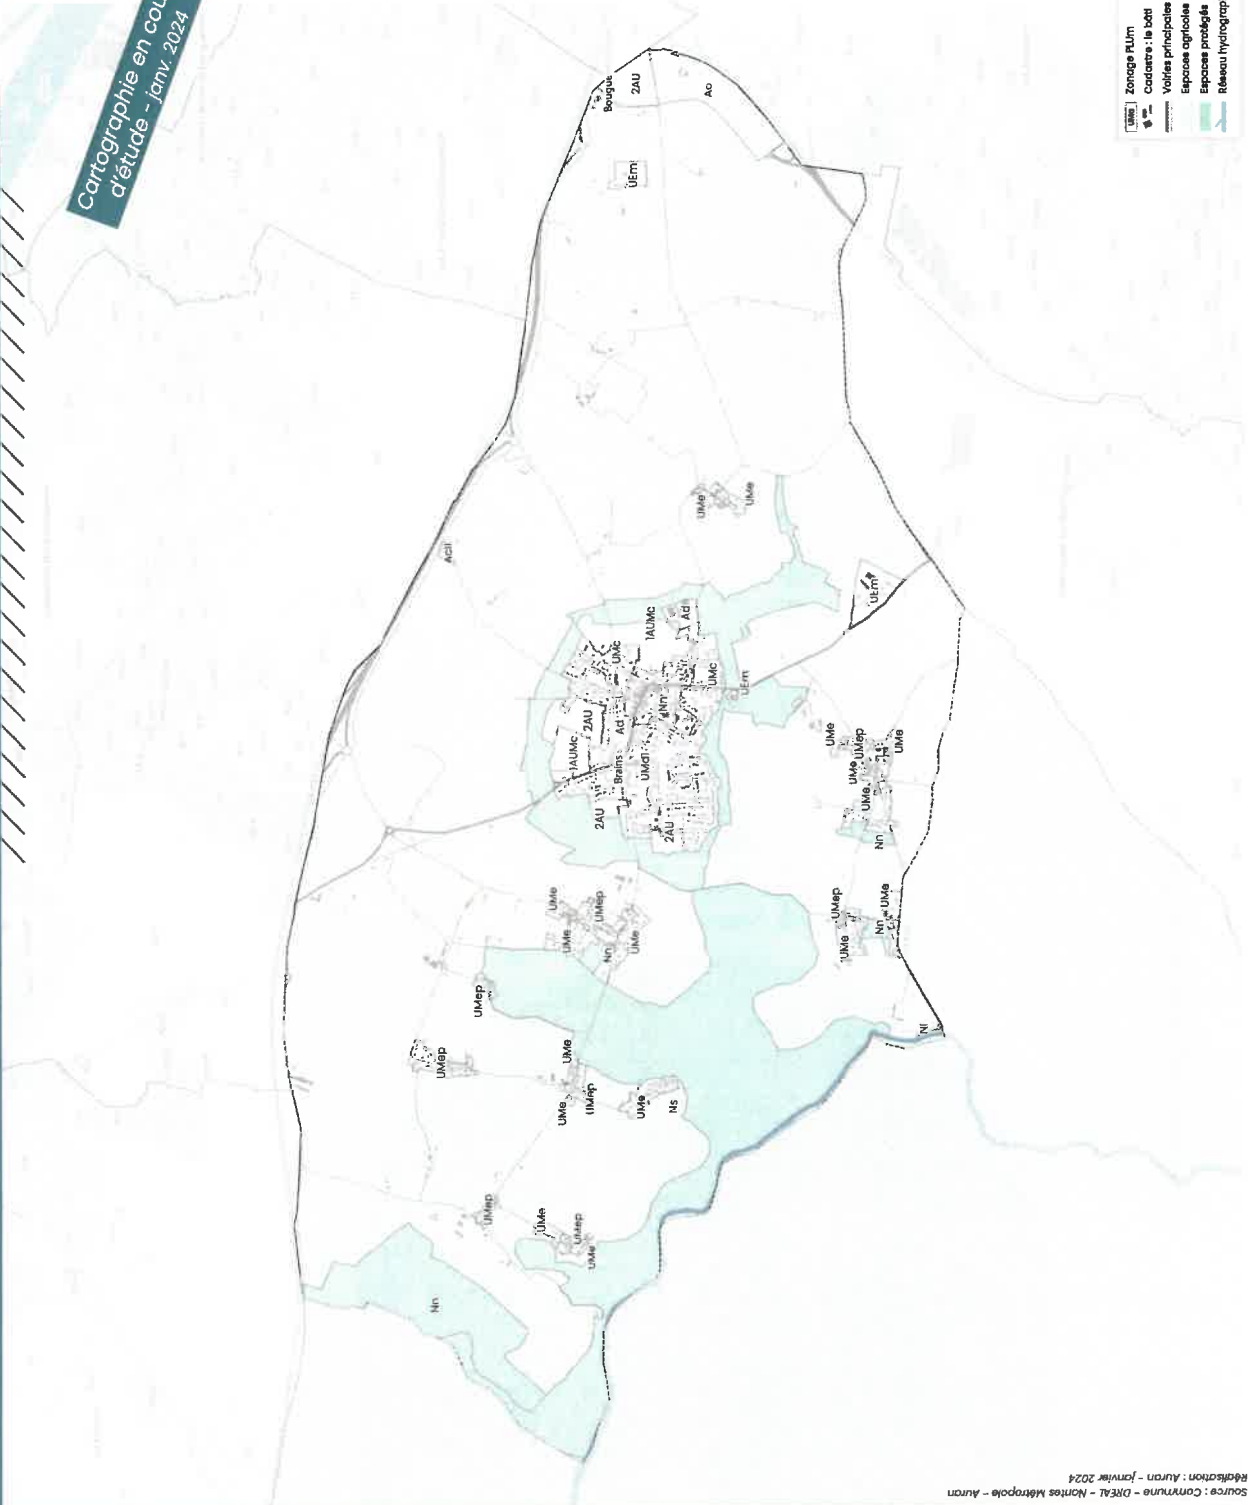 Cartographie en cou
d'étude - janv. 2024
UMa
Zonage PLUm
Cadastre : le bâti
Voiries principales
Espaces agricoles
Espaces protégés
Réseau hydrograp
Bougue
2AU
A
Ao
UEm
Acil
UMe
UMe
UEm
1AUMc
Ad
UMc
UMc
UEm
Nn
2AU
Ad
1AUMc
Brains
UMd1
2AU
2AU
UMe
UMep
UMe
UMe
UMe
Nn
UMep
UMe
Nn
UMe
Nl
UMe
UMep
UMe
Nn
UMe
UMep
UMep
UMe
UMe
UMep
UMe
Ns
UMep
UMe
UMep
UMe
Nn
Source : Commune - DREAL - Nantes Métropole - Auran
Réalisation : Auran - janvier 2024